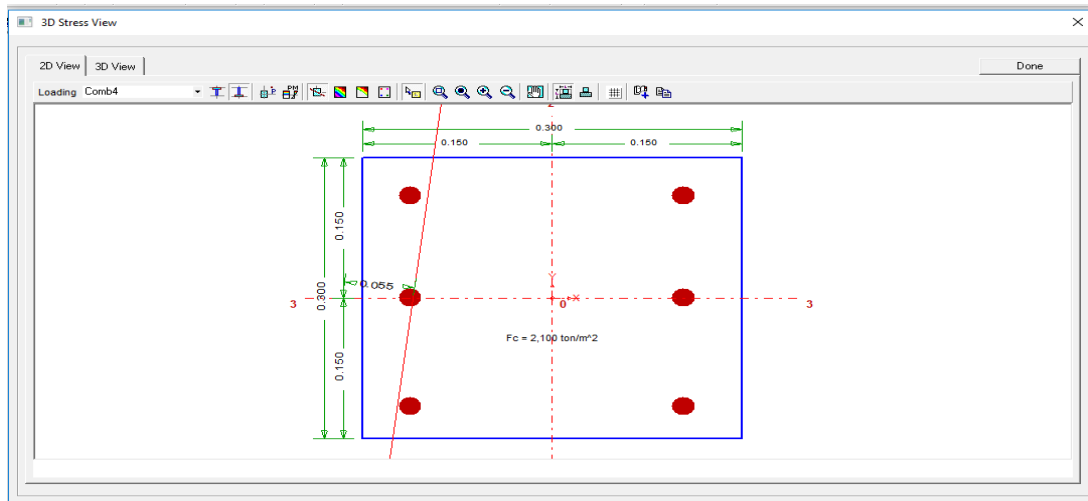 3D Stress View
2D View 3D View
Done
Loading Comb4
0.300
0.150 0.150
0.150
0.300
0.055
3 0 X 3
Y
Fc = 2,100 ton/m^2
0.150